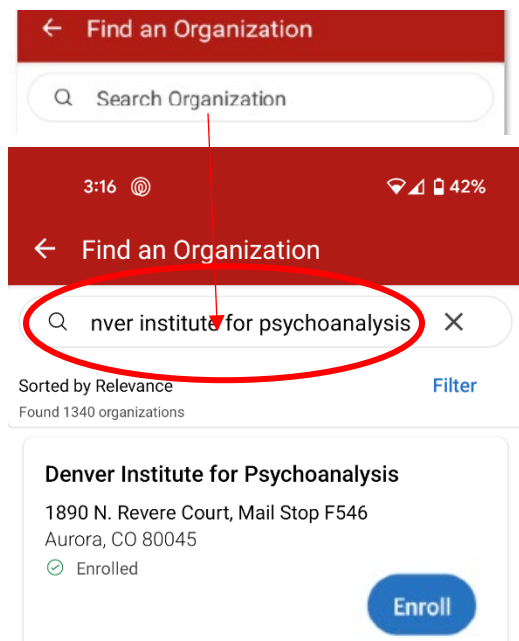 Find an Organization
Search Organization
3:16 42%
Find an Organization
nver institute for psychoanalysis
Sorted by Relevance Filter
Found 1340 organizations
Denver Institute for Psychoanalysis
1890 N. Revere Court, Mail Stop F546
Aurora, CO 80045
Enrolled
Enroll